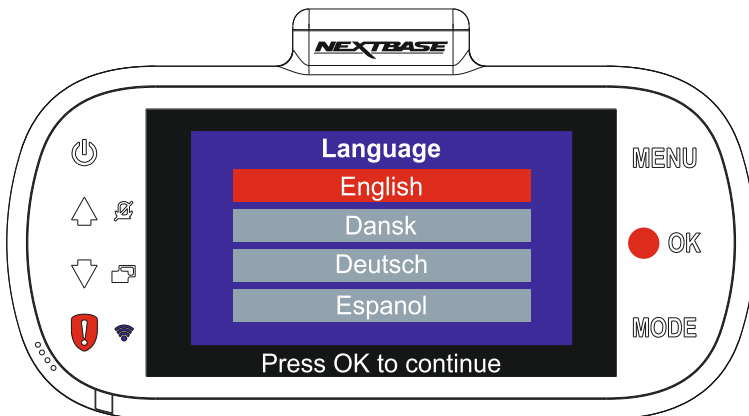 NEXTBASE
Language
English
Dansk
Deutsch
Espanol
Press OK to continue
MENU
OK
MODE